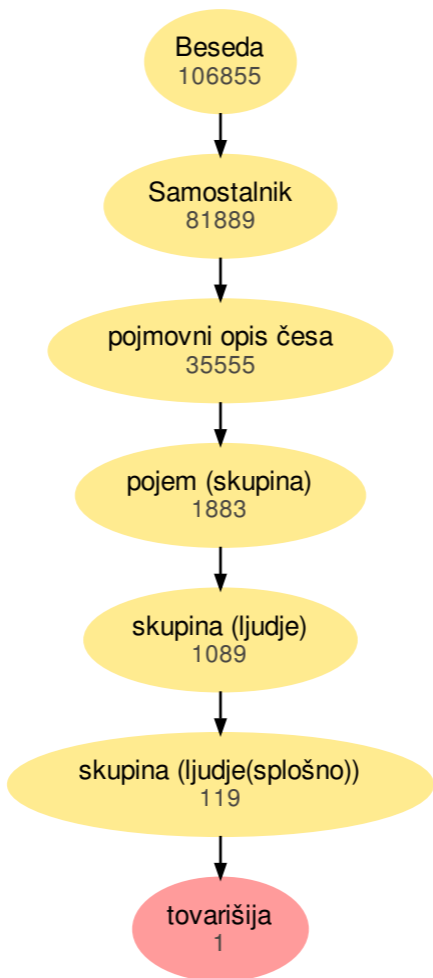 Beseda
106855
Samostalnik
81889
pojmovni opis česa
35555
pojem (skupina)
1883
skupina (ljudje)
1089
skupina (ljudje(splošno))
119
tovarišija
1